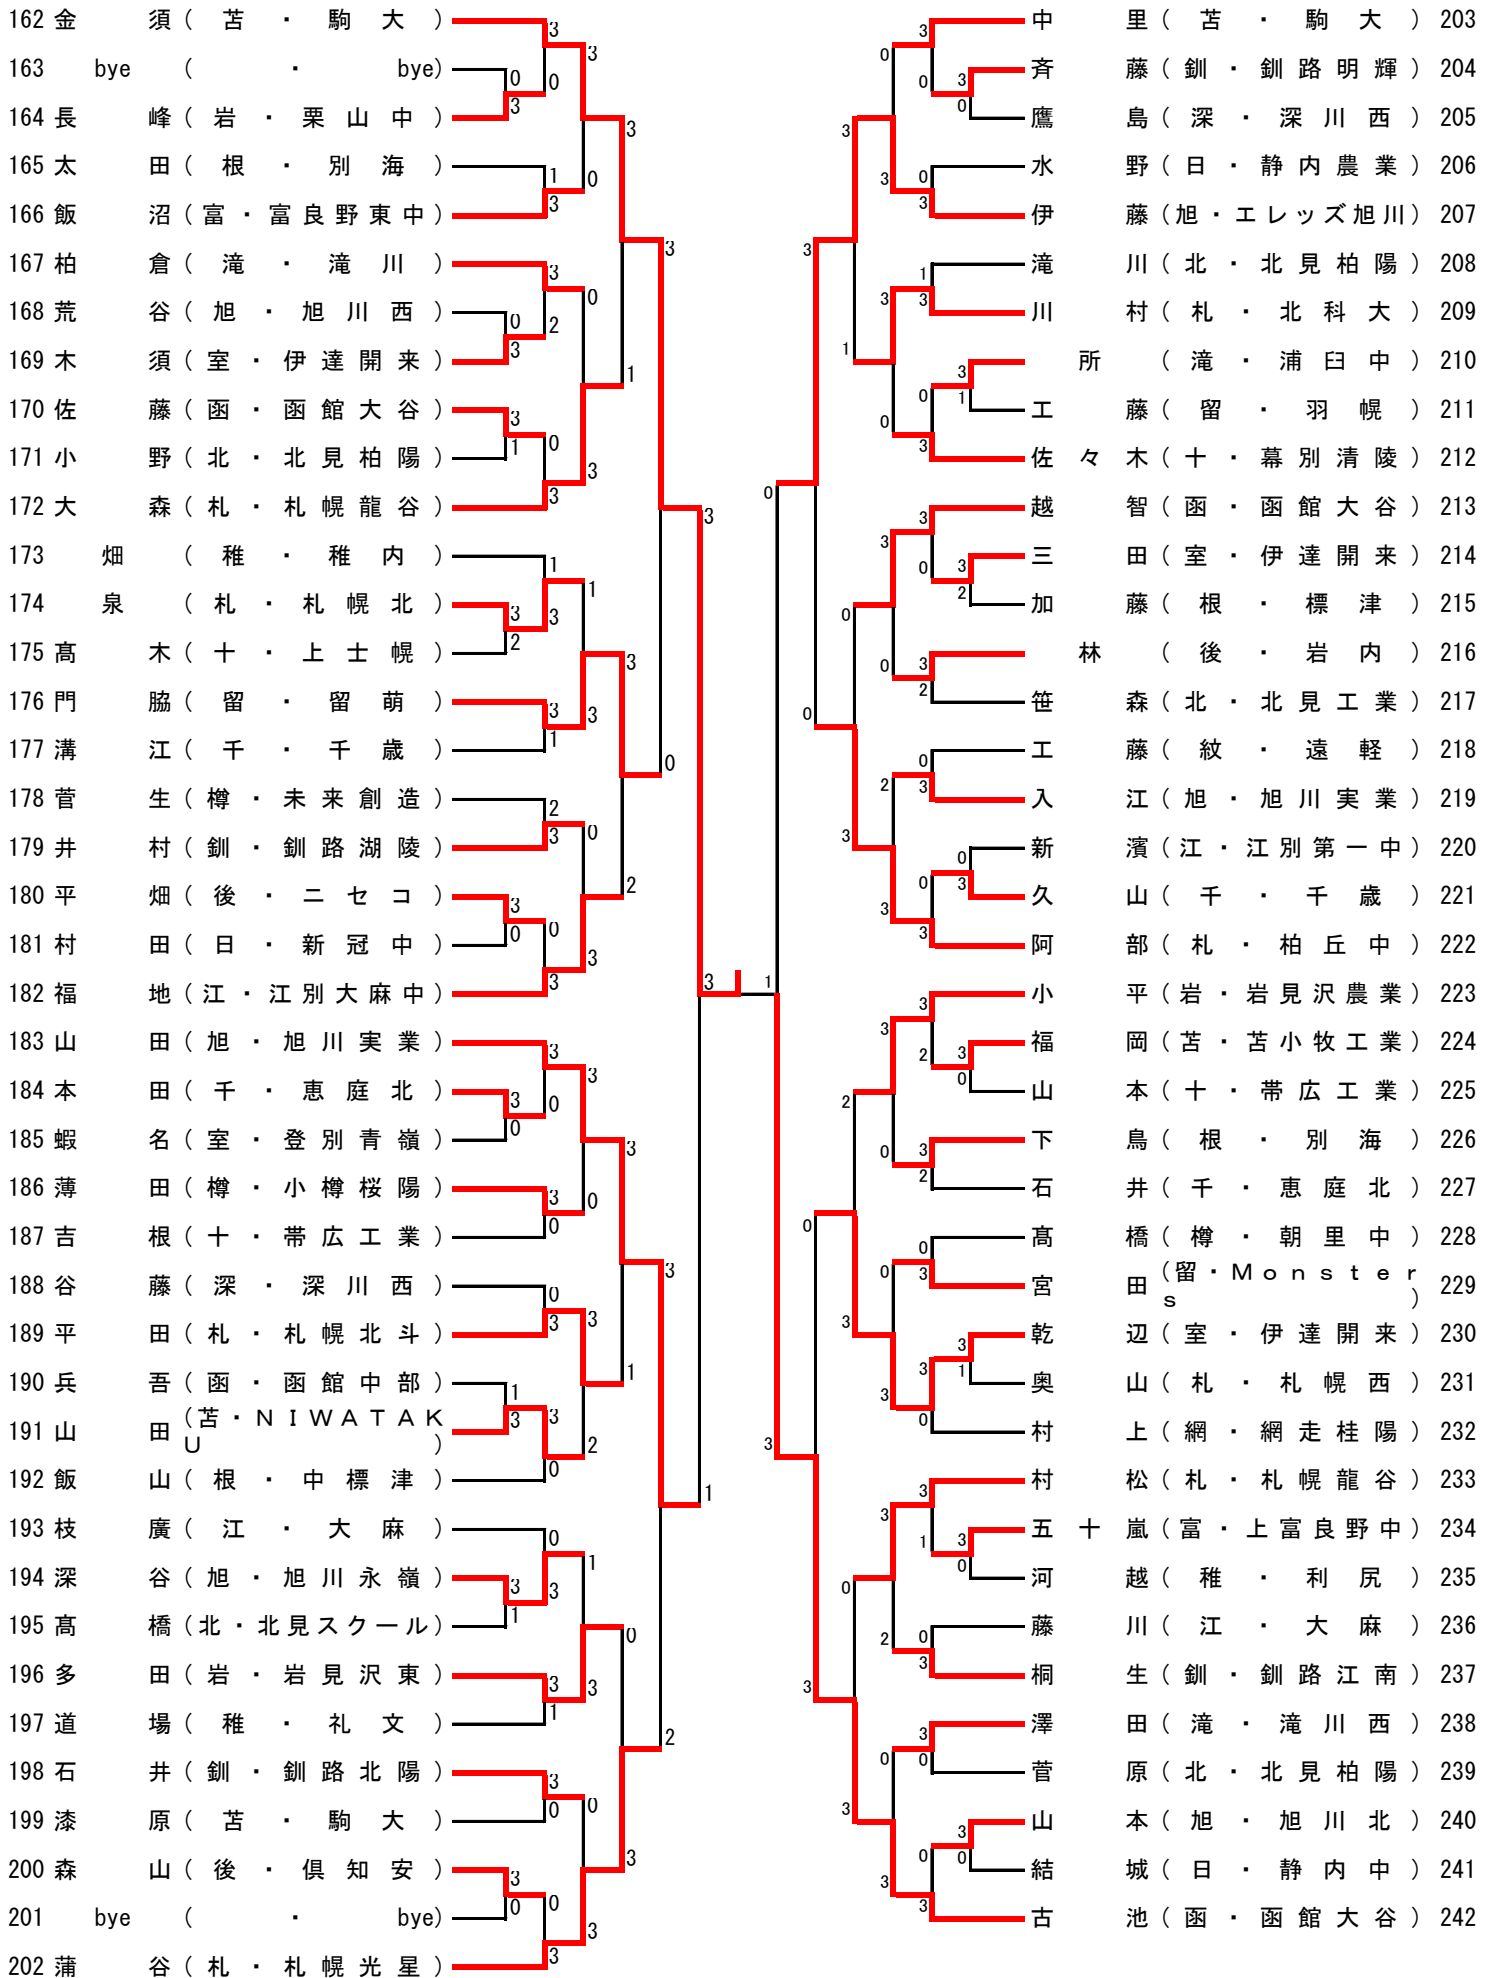 162 金須（苫・駒大）
163 bye（・bye)
164 長峰（岩・栗山中）
165 太田（根・別海）
166 飯沼（富・富良野東中）
167 柏倉（滝・滝川）
168 荒谷（旭・旭川西）
169 木須（室・伊達開来）
170 佐藤（函・函館大谷）
171 小野（北・北見柏陽）
172 大森（札・札幌龍谷）
173 畑（稚・稚内）
174 泉（札・札幌北）
175 髙木（十・上士幌）
176 門脇（留・留萌）
177 溝江（千・千歳）
178 菅生（樽・未来創造）
179 井村（釧・釧路湖陵）
180 平畑（後・ニセコ）
181 村田（日・新冠中）
182 福地（江・江別大麻中）
183 山田（旭・旭川実業）
184 本田（千・恵庭北）
185 蝦名（室・登別青嶺）
186 薄田（樽・小樽桜陽）
187 吉根（十・帯広工業）
188 谷藤（深・深川西）
189 平田（札・札幌北斗）
190 兵吾（函・函館中部）
191 山田（苫・ＮＩＷＡＴＡＫ
Ｕ）
192 飯山（根・中標津）
193 枝廣（江・大麻）
194 深谷（旭・旭川永嶺）
195 髙橋（北・北見スクール）
196 多田（岩・岩見沢東）
197 道場（稚・礼文）
198 石井（釧・釧路北陽）
199 漆原（苫・駒大）
200 森山（後・倶知安）
201 bye（・bye)
202 蒲谷（札・札幌光星）
中里（苫・駒大）203
斉藤（釧・釧路明輝）204
鷹島（深・深川西）205
水野（日・静内農業）206
伊藤（旭・エレッズ旭川）207
滝川（北・北見柏陽）208
川村（札・北科大）209
所（滝・浦臼中）210
工藤（留・羽幌）211
佐々木（十・幕別清陵）212
越智（函・函館大谷）213
三田（室・伊達開来）214
加藤（根・標津）215
林（後・岩内）216
笹森（北・北見工業）217
工藤（紋・遠軽）218
入江（旭・旭川実業）219
新濱（江・江別第一中）220
久山（千・千歳）221
阿部（札・柏丘中）222
小平（岩・岩見沢農業）223
福岡（苫・苫小牧工業）224
山本（十・帯広工業）225
下鳥（根・別海）226
石井（千・恵庭北）227
髙橋（樽・朝里中）228
宮田（留・Ｍｏｎｓｔｅｒ
ｓ）229
乾辺（室・伊達開来）230
奥山（札・札幌西）231
村上（網・網走桂陽）232
村松（札・札幌龍谷）233
五十嵐（富・上富良野中）234
河越（稚・利尻）235
藤川（江・大麻）236
桐生（釧・釧路江南）237
澤田（滝・滝川西）238
菅原（北・北見柏陽）239
山本（旭・旭川北）240
結城（日・静内中）241
古池（函・函館大谷）242